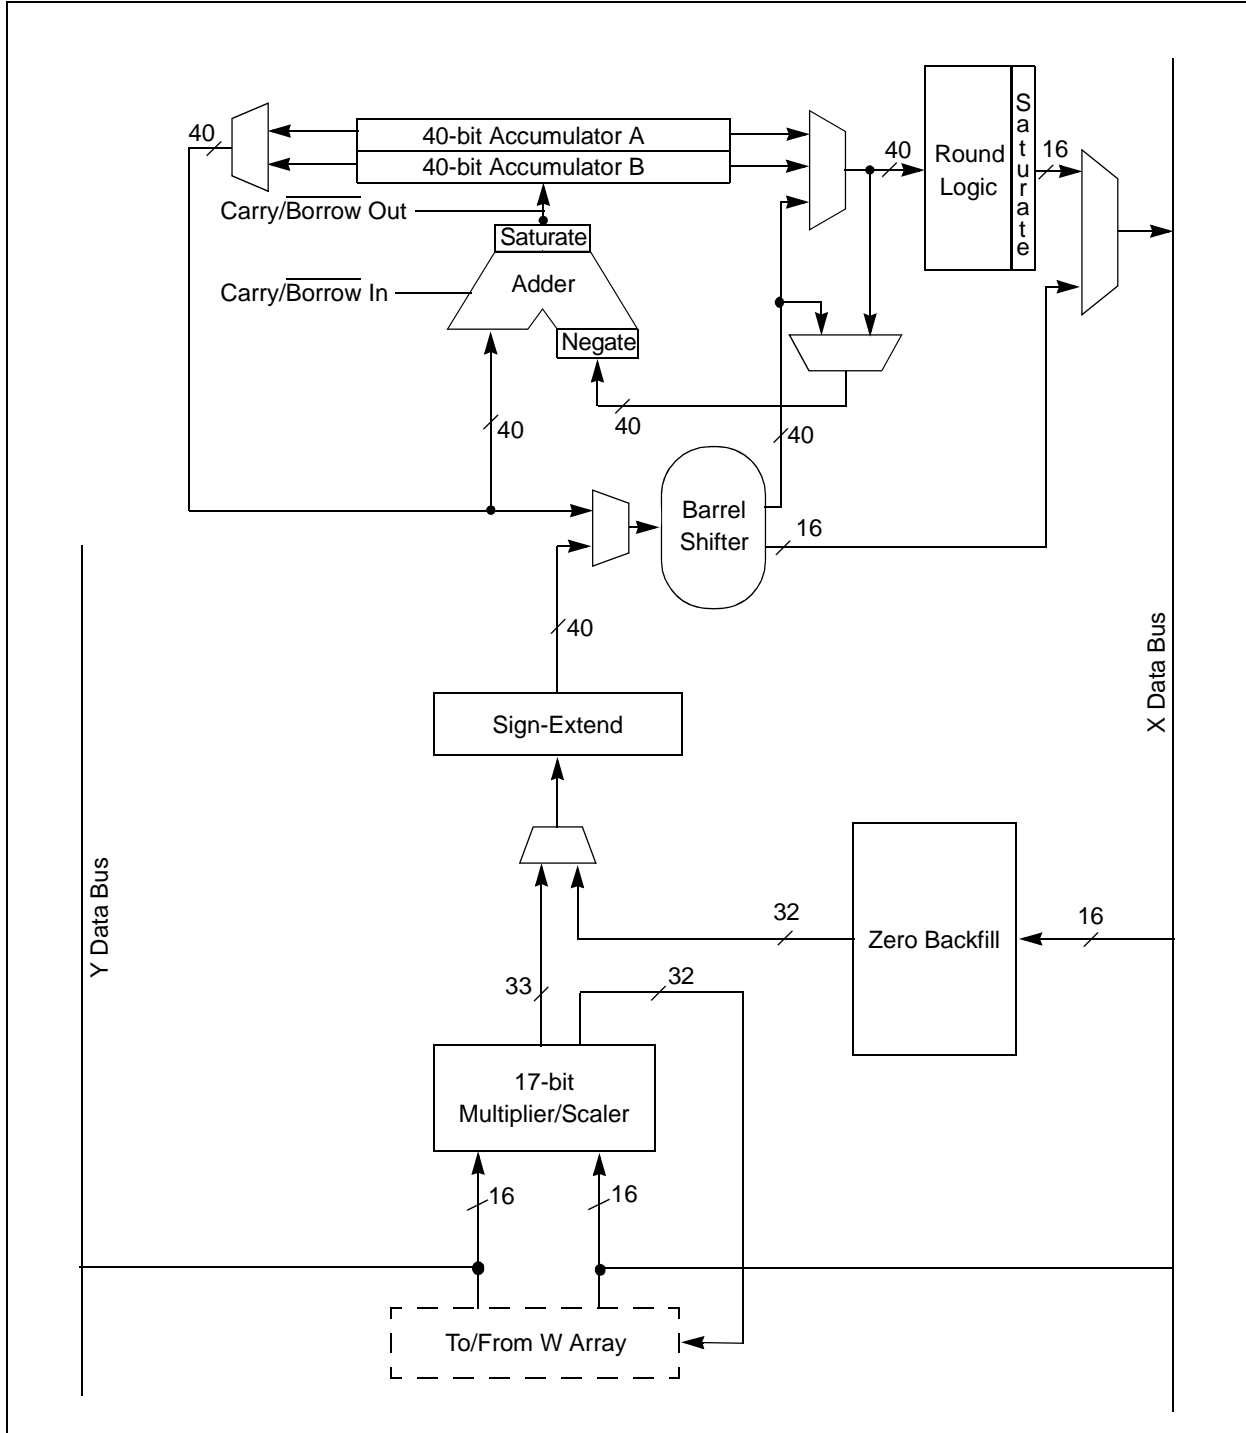 40
40-bit Accumulator A
40-bit Accumulator B
Carry/Borrow Out
Saturate
Carry/Borrow In
Adder
Negate
40
Round
Logic
Saturate
16
40
40
40
Barrel
Shifter
16
40
Sign-Extend
X Data Bus
Y Data Bus
32
Zero Backfill
16
33
32
17-bit
Multiplier/Scaler
16
16
To/From W Array